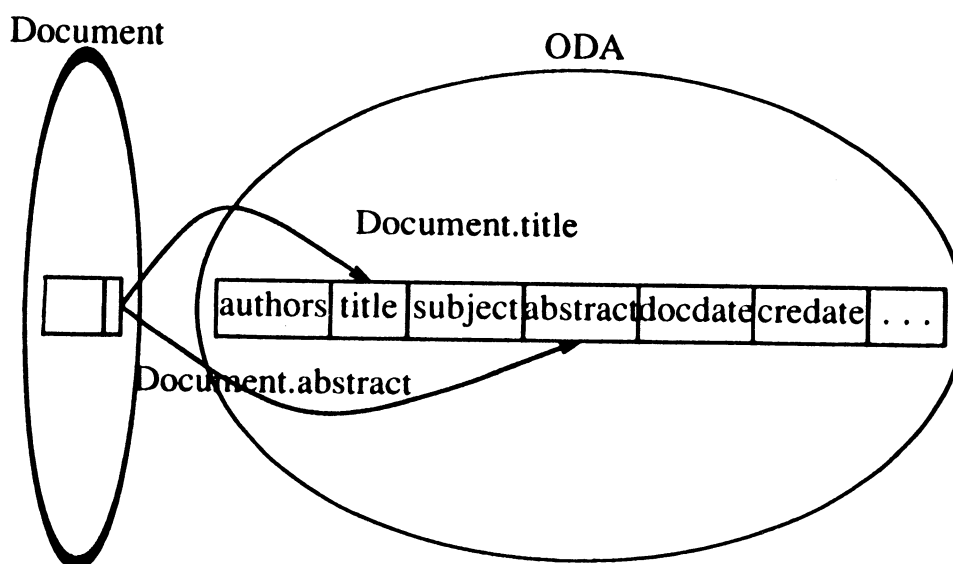 Document
ODA
Document.title
authors title subject abstract docdate credate ...
Document.abstract